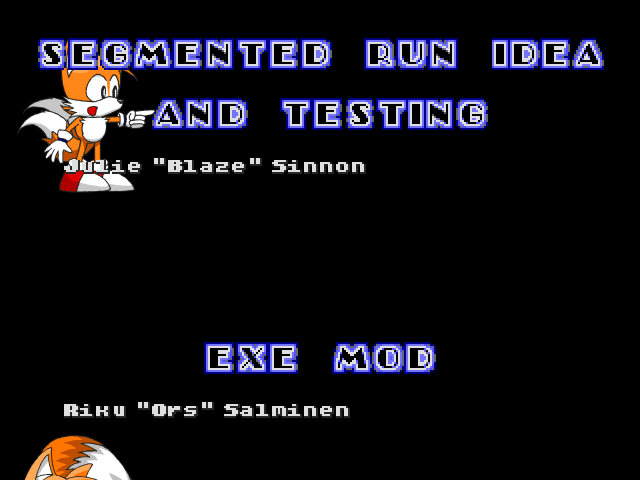 SEGMENTED RUN IDEA
AND TESTING
Julie "Blaze" Sinnon
EXE MOD
Riku "Ors" Salminen